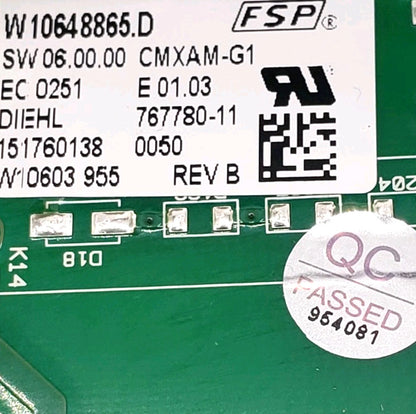 W10648865.D
FSP®
SW 06.00.00 CMXAM-G1
EC 0251 E 01.03
DIEHL 767780-11
151760138 0050
W10603 955 REV B
204
D18
K14
QC
PASSED
954081